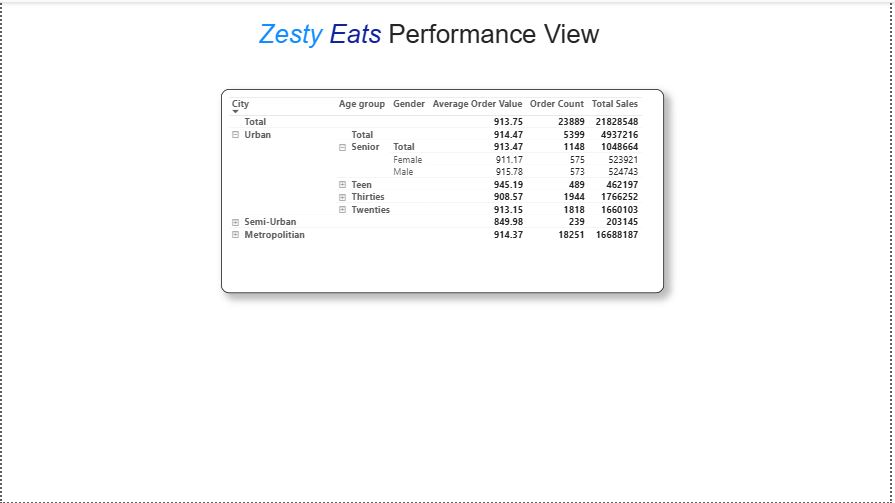 Zesty Eats Performance View
City Age group Gender Average Order Value Order Count Total Sales
Total 913.75 23889 21828548
Urban Total 914.47 5399 4937216
Senior Total 913.47 1148 1048664
Female 911.17 575 523921
Male 915.78 573 524743
Teen 945.19 489 462197
Thirties 908.57 1944 1766252
Twenties 913.15 1818 1660103
Semi-Urban 849.98 239 203145
Metropolitian 914.37 18251 16688187